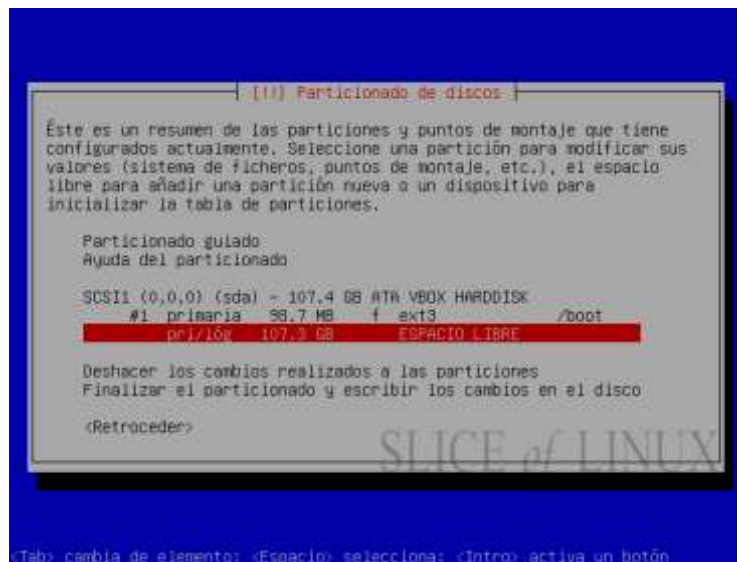 [!!] Particionado de discos
Éste es un resumen de las particiones y puntos de montaje que tiene
configurados actualmente. Seleccione una partición para modificar sus
valores (sistema de ficheros, puntos de montaje, etc.), el espacio
libre para añadir una partición nueva o un dispositivo para
inicializar la tabla de particiones.
Particionado guiado
Ayuda del particionado
SCSI1 (0,0,0) (sda) - 107.4 GB ATA VBOX HARDDISK
#1 primaria 98.7 MB f ext3 /boot
pri/lóg 107.3 GB ESPACIO LIBRE
Deshacer los cambios realizados a las particiones
Finalizar el particionado y escribir los cambios en el disco
<Retroceder>
SLICE of LINUX
<Tab> cambia de elemento; <Espacio> selecciona; <Intro> activa un botón